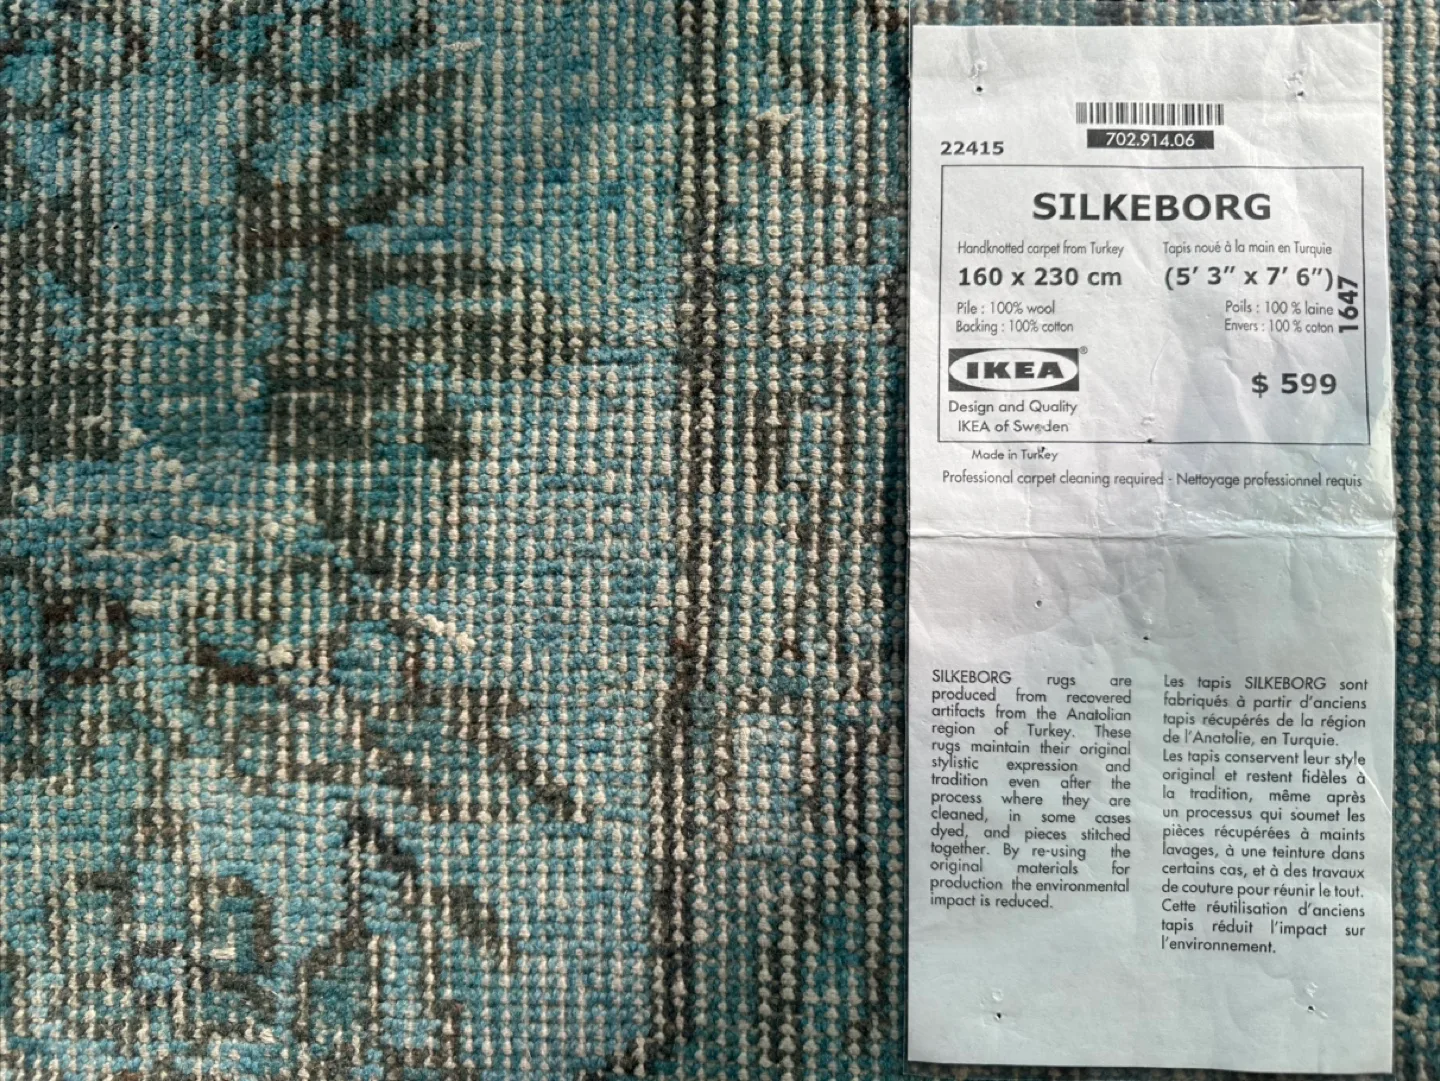 702.914.06
22415
SILKEBORG
Handknotted carpet from Turkey
Tapis noué à la main en Turquie
160 x 230 cm
(5' 3" x 7' 6")
1647
Pile : 100% wool
Poils : 100 % laine
Backing : 100% cotton
Envers : 100 % coton
IKEA®
$ 599
Design and Quality
IKEA of Sweden
Made in Turkey
Professional carpet cleaning required - Nettoyage professionnel requis
SILKEBORG rugs are
produced from recovered
artifacts from the Anatolian
region of Turkey. These
rugs maintain their original
stylistic expression and
tradition even after the
process where they are
cleaned, in some cases
dyed, and pieces stitched
together. By re-using the
original materials for
production the environmental
impact is reduced.
Les tapis SILKEBORG sont
fabriqués à partir d'anciens
tapis récupérés de la région
de l'Anatolie, en Turquie.
Les tapis conservent leur style
original et restent fidèles à
la tradition, même après
un processus qui soumet les
pièces récupérées à maints
lavages, à une teinture dans
certains cas, et à des travaux
de couture pour réunir le tout.
Cette réutilisation d'anciens
tapis réduit l'impact sur
l'environnement.